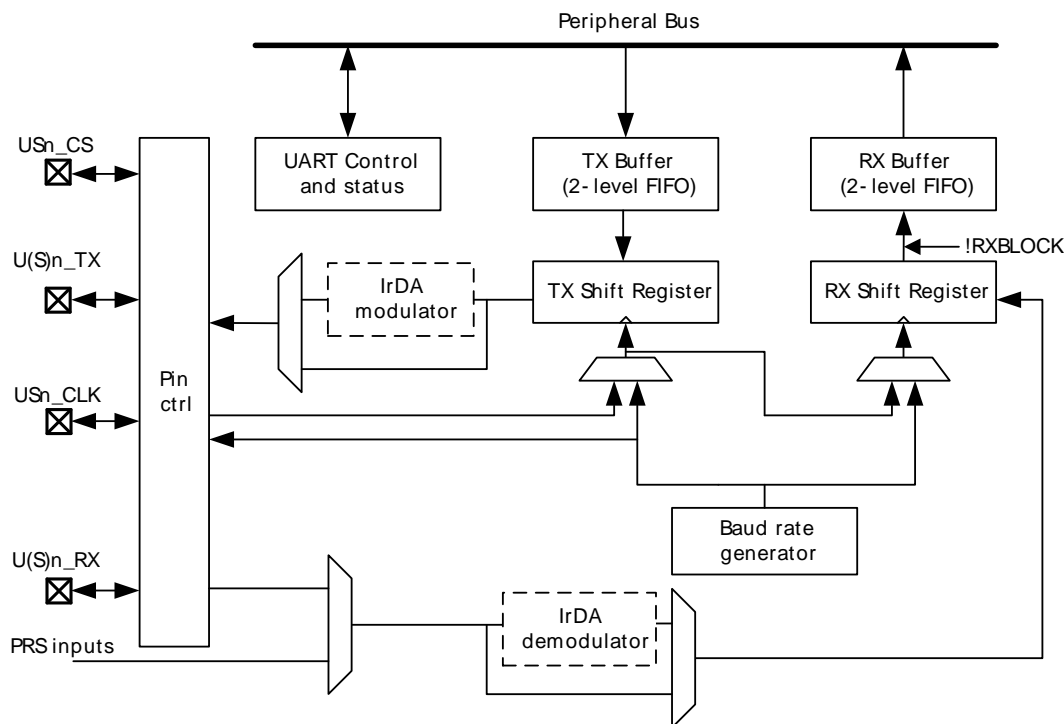 Peripheral Bus
USn_CS
UART Control
and status
TX Buffer
(2- level FIFO)
RX Buffer
(2- level FIFO)
!RXBLOCK
U(S)n_TX
IrDA
modulator
TX Shift Register
RX Shift Register
USn_CLK
Pin
ctrl
Baud rate
generator
U(S)n_RX
PRS inputs
IrDA
demodulator